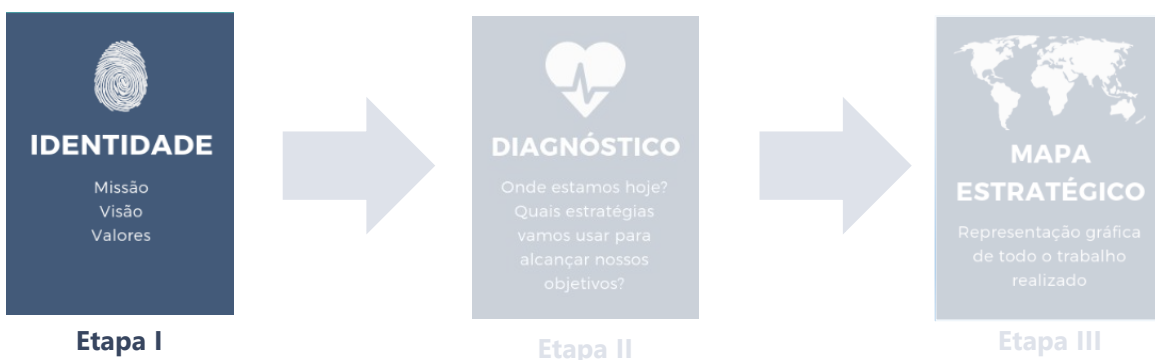 IDENTIDADE
Missão
Visão
Valores
Etapa I
DIAGNÓSTICO
Onde estamos hoje?
Quais estratégias
vamos usar para
alcançar nossos
objetivos?
Etapa II
MAPA
ESTRATÉGICO
Representação gráfica
de todo o trabalho
realizado
Etapa III